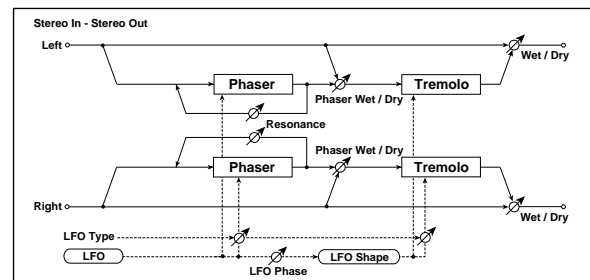 Stereo In - Stereo Out
Left
Wet / Dry
Phaser
Phaser Wet / Dry
Tremolo
Resonance
Phaser
Phaser Wet / Dry
Tremolo
Right
Wet / Dry
LFO Type
LFO
LFO Phase
LFO Shape